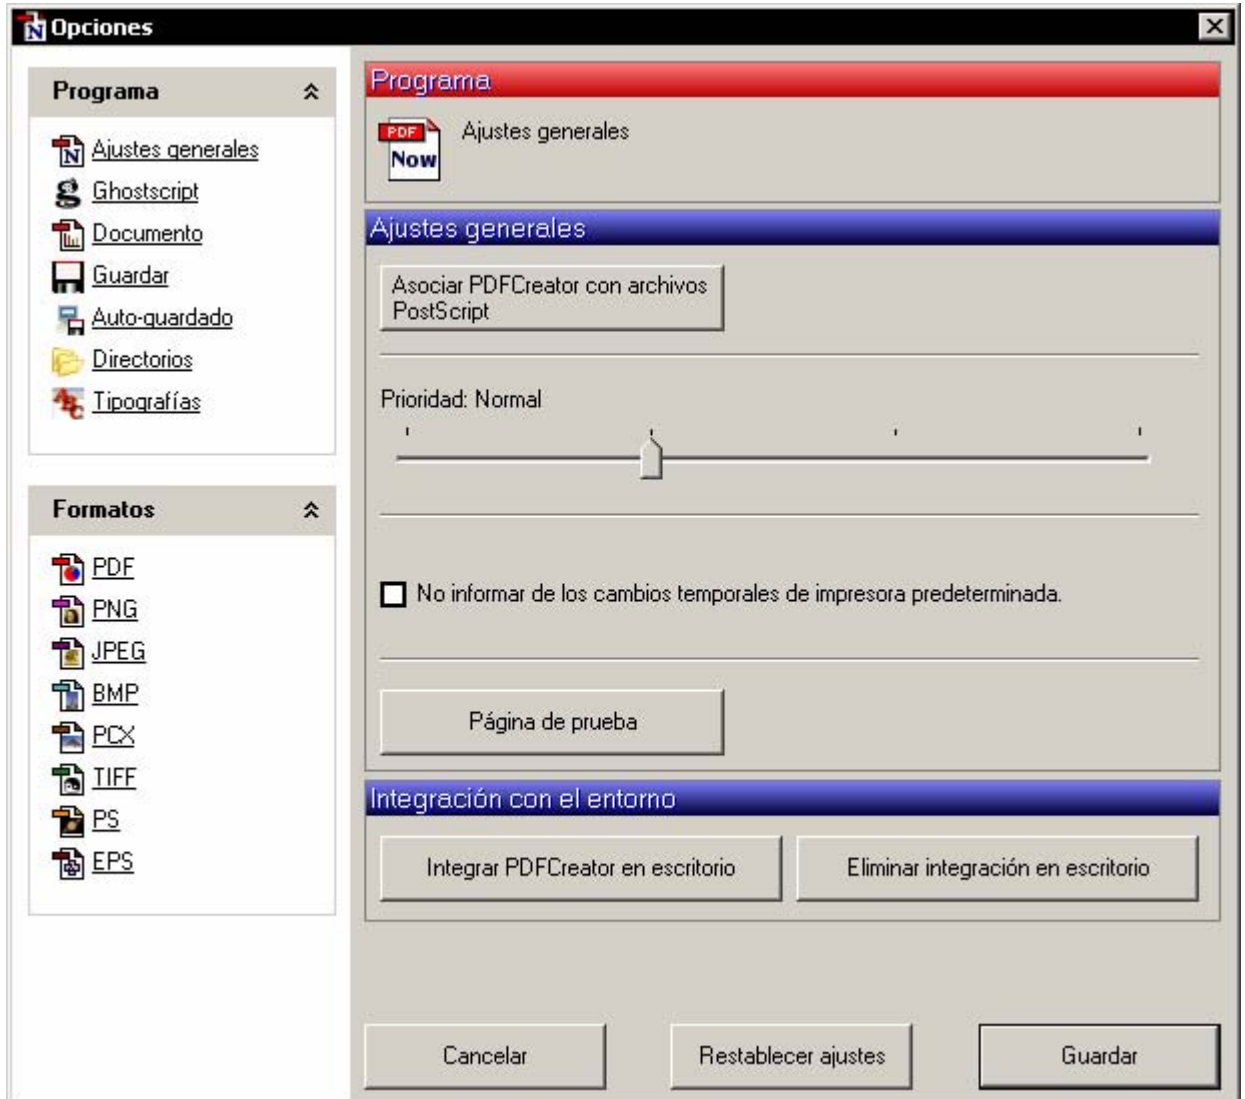 Opciones
Programa
Ajustes generales
Ghostscript
Documento
Guardar
Auto-guardado
Directorios
Tipografías
Formatos
PDF
PNG
JPEG
BMP
PCX
TIFF
PS
EPS
Programa
PDF
Now
Ajustes generales
Ajustes generales
Asociar PDFCreator con archivos
PostScript
Prioridad: Normal
No informar de los cambios temporales de impresora predeterminada.
Página de prueba
Integración con el entorno
Integrar PDFCreator en escritorio
Eliminar integración en escritorio
Cancelar
Restablecer ajustes
Guardar